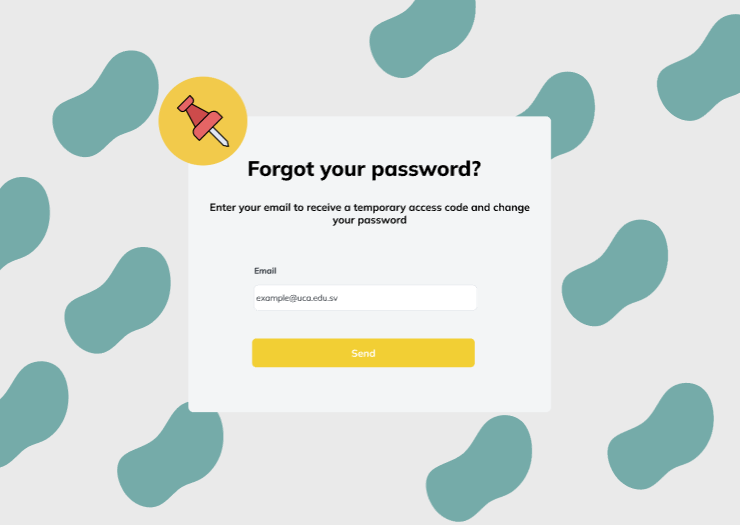 Forgot your password?
Enter your email to receive a temporary access code and change
your password
Email
example@uca.edu.sv
Send